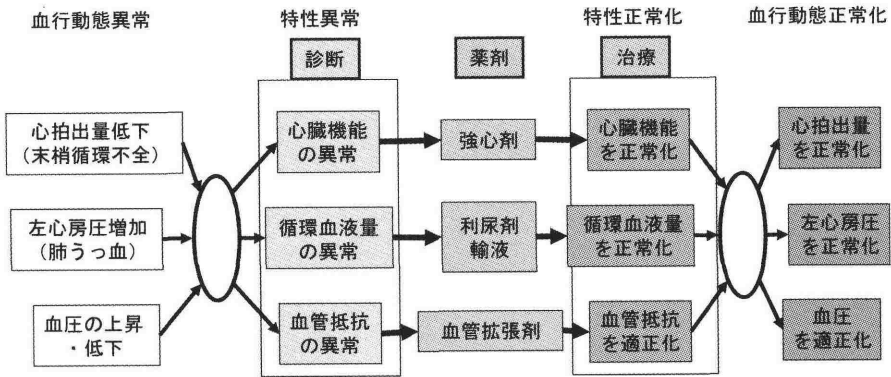 血行動態異常
特性異常
特性正常化
血行動態正常化
診断
薬剤
治療
心拍出量低下
(末梢循環不全)
心臓機能
の異常
強心剤
心臓機能
を正常化
心拍出量
を正常化
左心房圧増加
(肺うっ血)
循環血液量
の異常
利尿剤
輸液
循環血液量
を正常化
左心房圧
を正常化
血圧の上昇
・低下
血管抵抗
の異常
血管拡張剤
血管抵抗
を適正化
血圧
を適正化